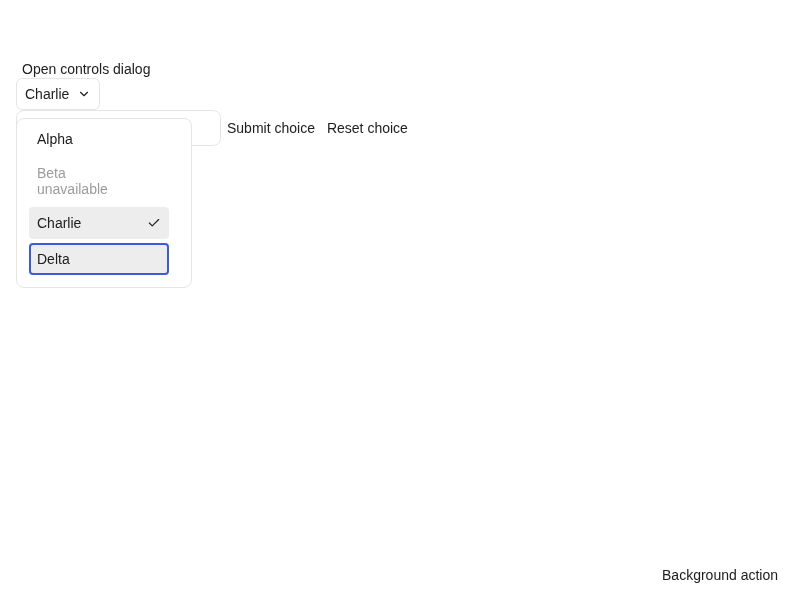 Open controls dialog
Charlie
Submit choice Reset choice
Alpha
Beta
unavailable
Charlie
Delta
Background action